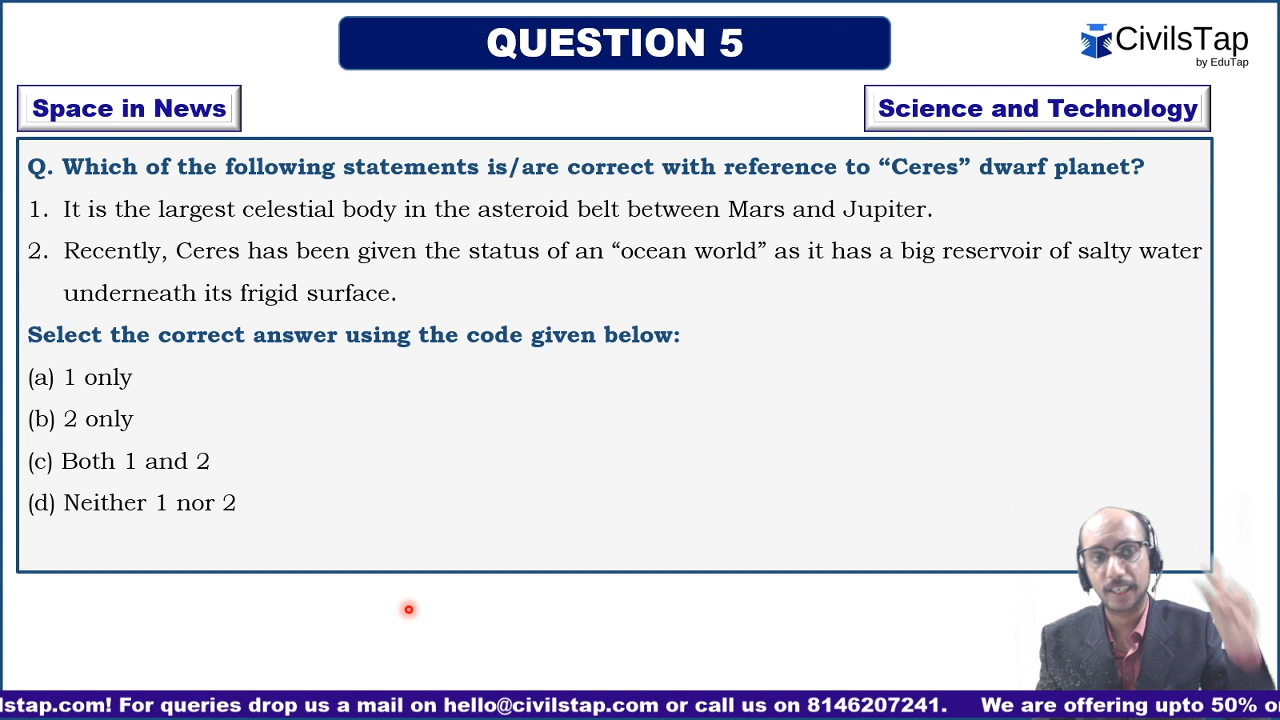 QUESTION 5
CivilsTap
by EduTap
Space in News
Science and Technology
Q. Which of the following statements is/are correct with reference to “Ceres” dwarf planet?
1. It is the largest celestial body in the asteroid belt between Mars and Jupiter.
2. Recently, Ceres has been given the status of an “ocean world” as it has a big reservoir of salty water
underneath its frigid surface.
Select the correct answer using the code given below:
(a) 1 only
(b) 2 only
(c) Both 1 and 2
(d) Neither 1 nor 2
lstap.com! For queries drop us a mail on hello@civilstap.com or call us on 8146207241. We are offering upto 50% o